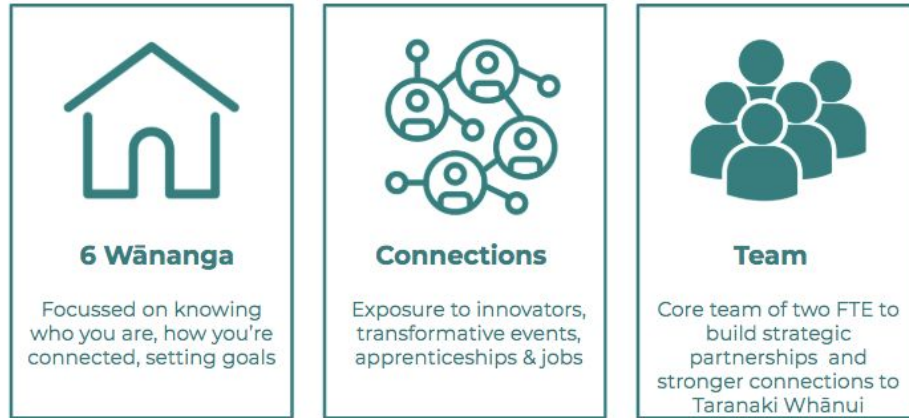 6 Wānanga
Focussed on knowing
who you are, how you're
connected, setting goals
Connections
Exposure to innovators,
transformative events,
apprenticeships & jobs
Team
Core team of two FTE to
build strategic
partnerships and
stronger connections to
Taranaki Whānui